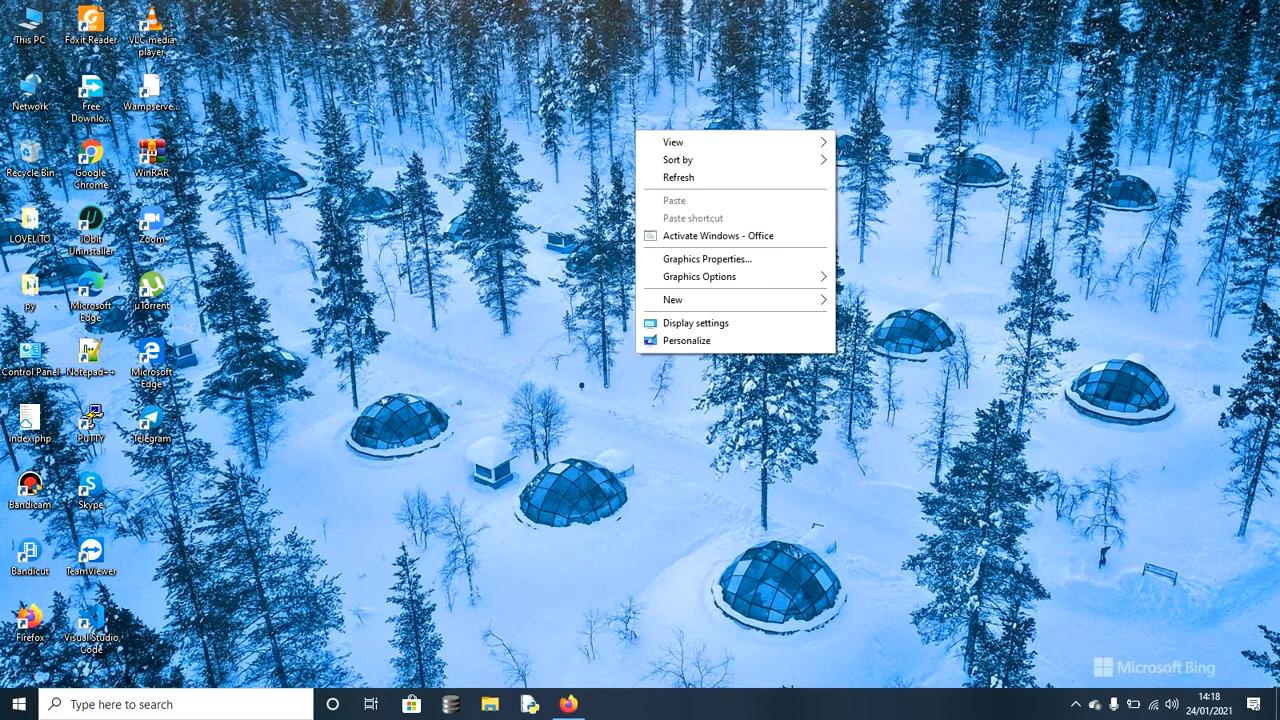 This PC
Foxit Reader
VLC media
player
Network
Free
Downlo...
Wampserve...
Recycle Bin
Google
Chrome
WinRAR
LOVELITO
IObit
Uninstaller
Zoom
py
Microsoft
Edge
µTorrent
Control Panel
Notepad++
Microsoft
Edge
index.php
PuTTY
Telegram
Bandicam
Skype
Bandicut
TeamViewer
Firefox
Visual Studio
Code
View
Sort by
Refresh
Paste
Paste shortcut
Activate Windows - Office
Graphics Properties...
Graphics Options
New
Display settings
Personalize
Microsoft Bing
Type here to search
14:18
24/01/2021